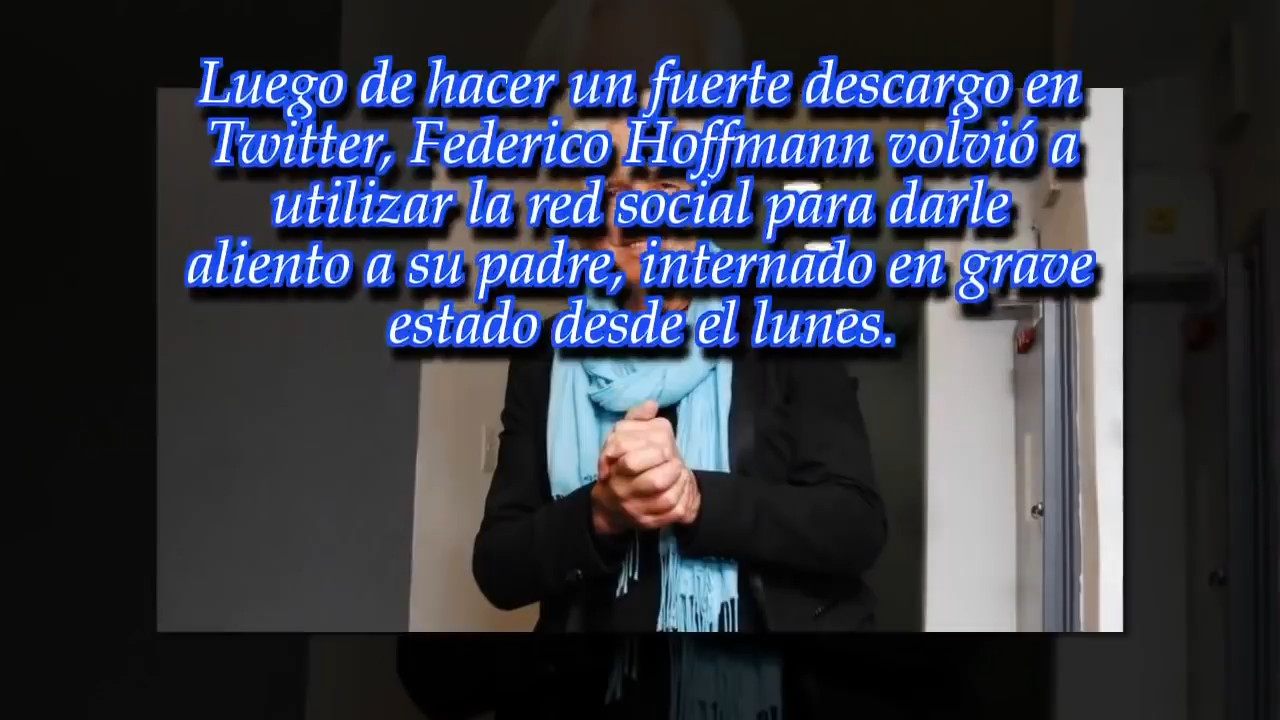 Luego de hacer un fuerte descargo en
Twitter, Federico Hoffmann volvió a
utilizar la red social para darle
aliento a su padre, internado en grave
estado desde el lunes.